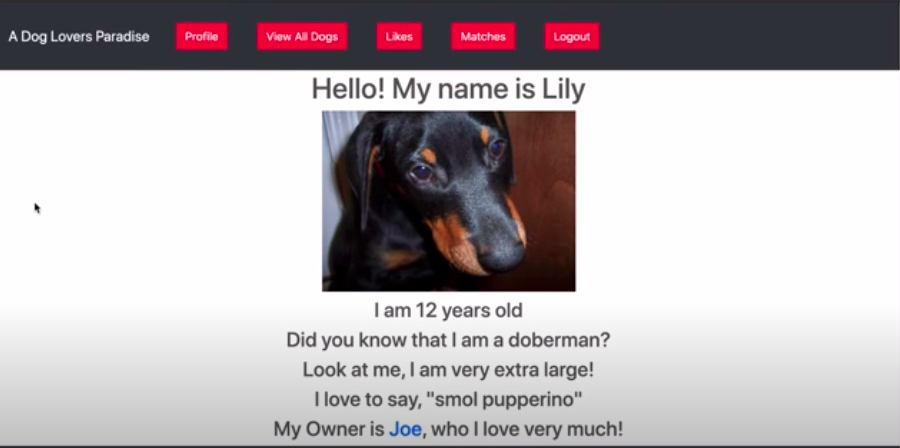 A Dog Lovers Paradise Profile View All Dogs Likes Matches Logout
Hello! My name is Lily
I am 12 years old
Did you know that I am a doberman?
Look at me, I am very extra large!
I love to say, "smol pupperino"
My Owner is Joe, who I love very much!